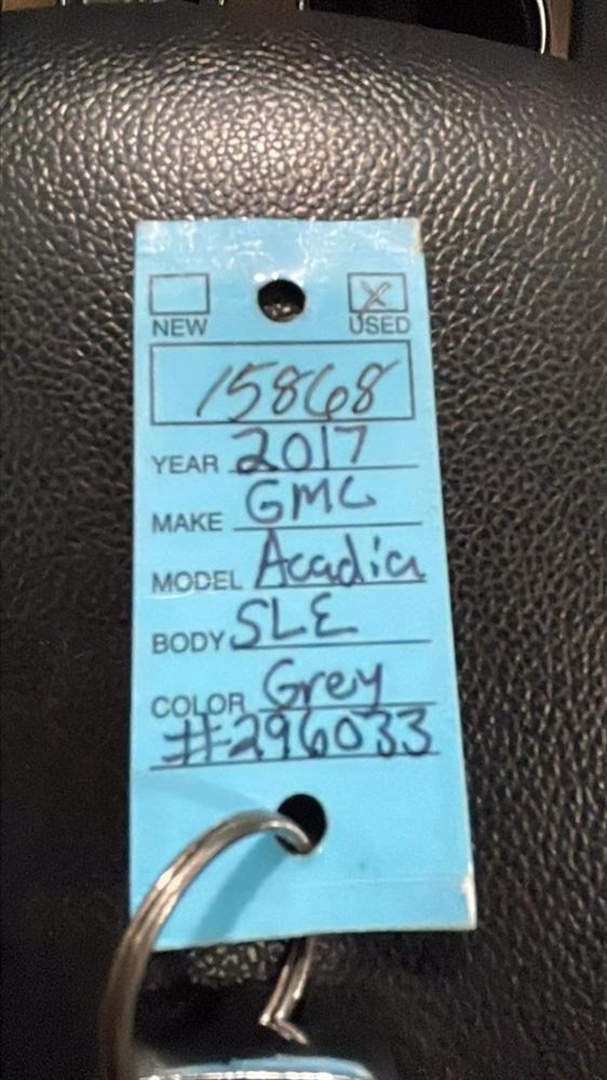 NEW USED
15868
YEAR 2017
MAKE GMC
MODEL Acadia
BODY SLE
COLOR Grey
#296033